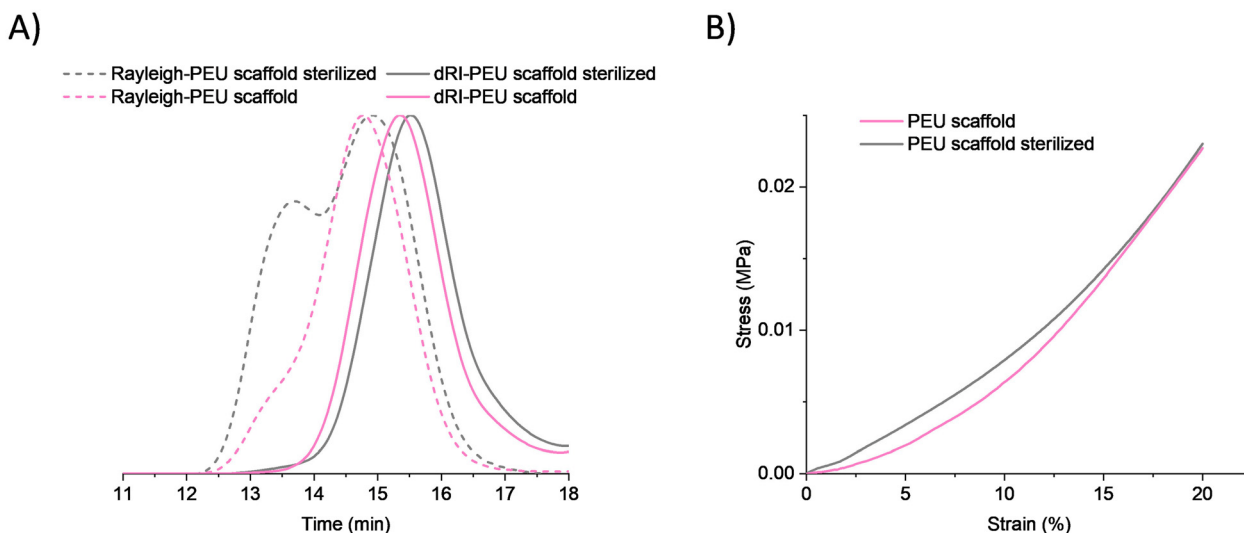 A)
Rayleigh-PEU scaffold sterilized
dRI-PEU scaffold sterilized
Rayleigh-PEU scaffold
dRI-PEU scaffold
11 12 13 14 15 16 17 18
Time (min)
B)
PEU scaffold
PEU scaffold sterilized
0.02
0.01
0.00
Stress (MPa)
0 5 10 15 20
Strain (%)